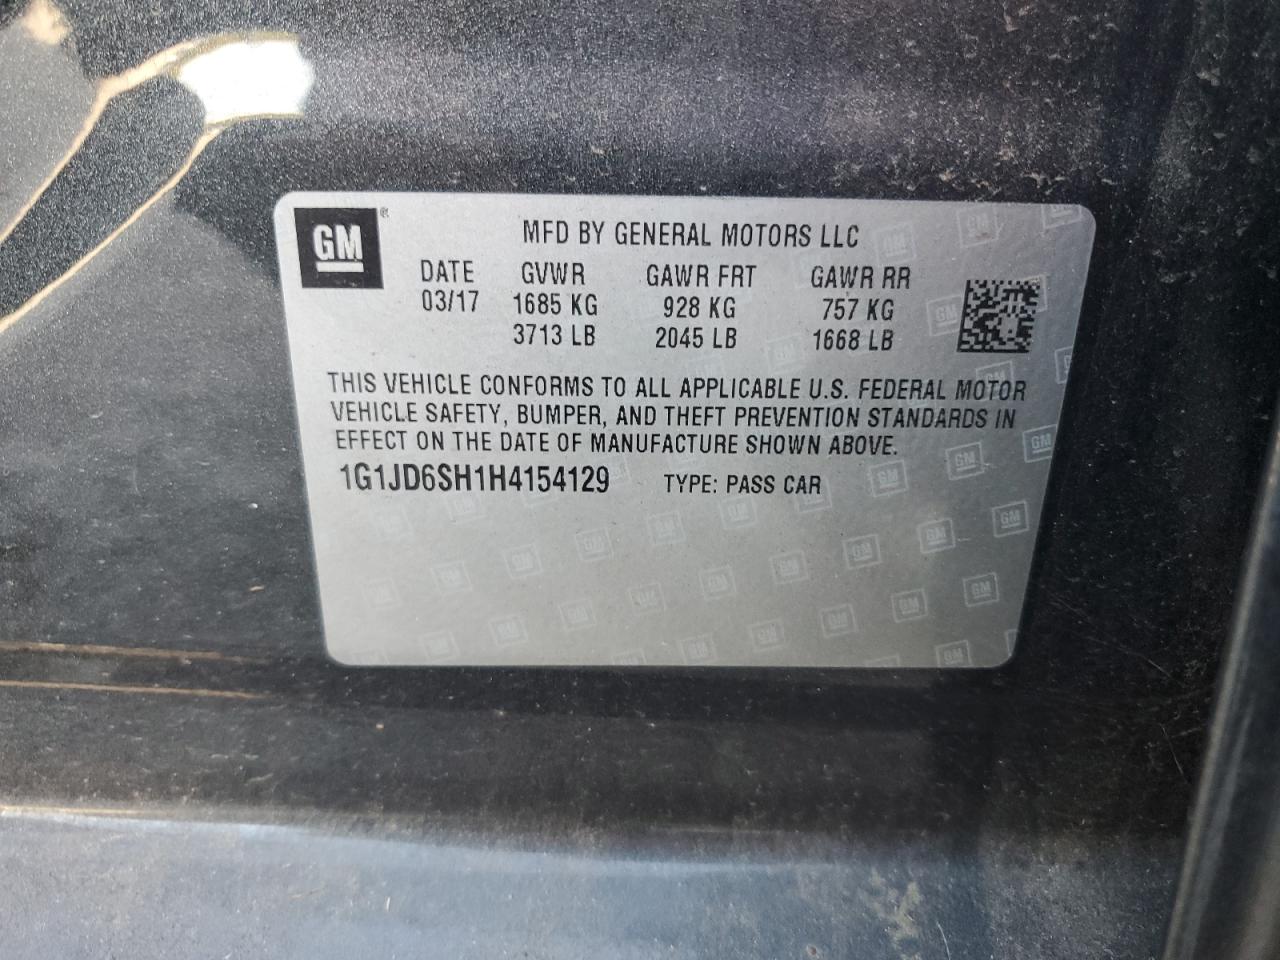 GM ®
MFD BY GENERAL MOTORS LLC
DATE GVWR GAWR FRT GAWR RR
03/17 1685 KG 928 KG 757 KG
3713 LB 2045 LB 1668 LB
THIS VEHICLE CONFORMS TO ALL APPLICABLE U.S. FEDERAL MOTOR
VEHICLE SAFETY, BUMPER, AND THEFT PREVENTION STANDARDS IN
EFFECT ON THE DATE OF MANUFACTURE SHOWN ABOVE.
1G1JD6SH1H4154129 TYPE: PASS CAR